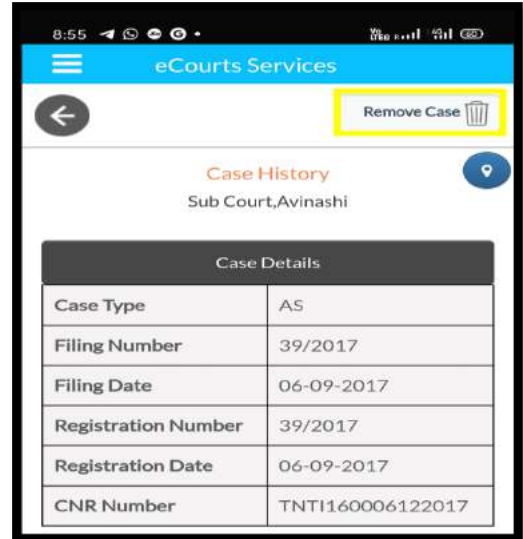 8:55
eCourts Services
Remove Case
Case History
Sub Court,Avinashi
Case Details
Case Type AS
Filing Number 39/2017
Filing Date 06-09-2017
Registration Number 39/2017
Registration Date 06-09-2017
CNR Number TNTI160006122017